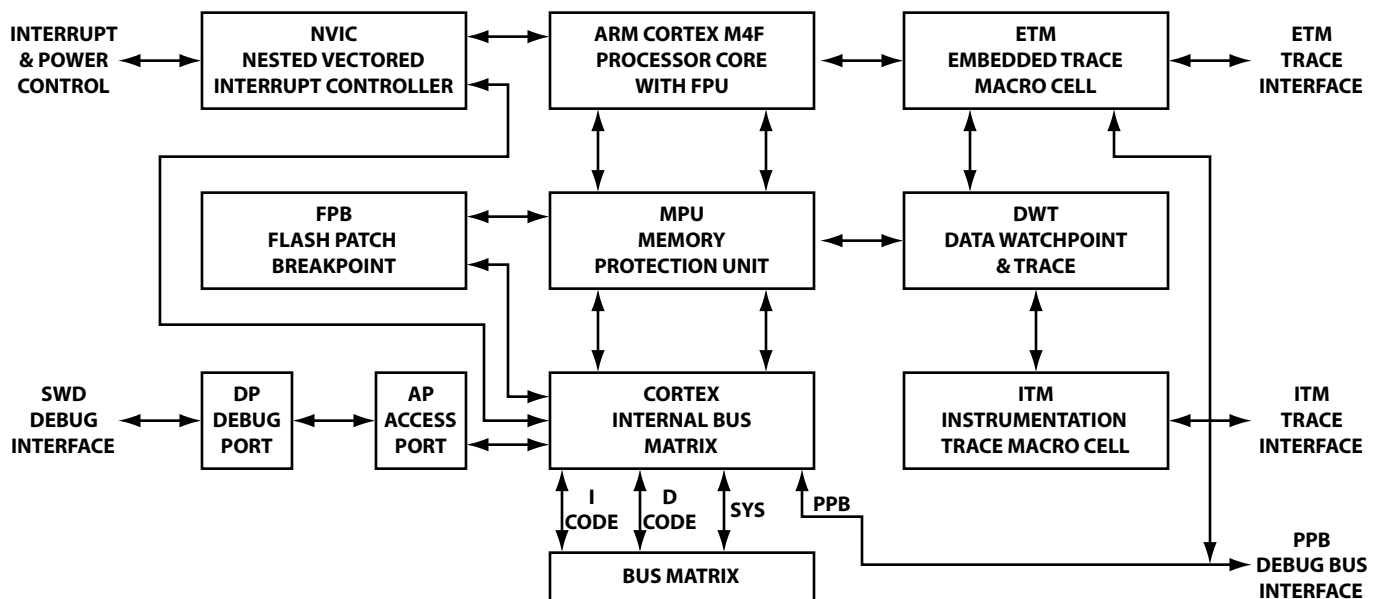 INTERRUPT
& POWER
CONTROL
NVIC
NESTED VECTORED
INTERRUPT CONTROLLER
ARM CORTEX M4F
PROCESSOR CORE
WITH FPU
ETM
EMBEDDED TRACE
MACRO CELL
ETM
TRACE
INTERFACE
FPB
FLASH PATCH
BREAKPOINT
MPU
MEMORY
PROTECTION UNIT
DWT
DATA WATCHPOINT
& TRACE
SWD
DEBUG
INTERFACE
DP
DEBUG
PORT
AP
ACCESS
PORT
CORTEX
INTERNAL BUS
MATRIX
ITM
INSTRUMENTATION
TRACE MACRO CELL
ITM
TRACE
INTERFACE
I
CODE
D
CODE
SYS
PPB
BUS MATRIX
PPB
DEBUG BUS
INTERFACE